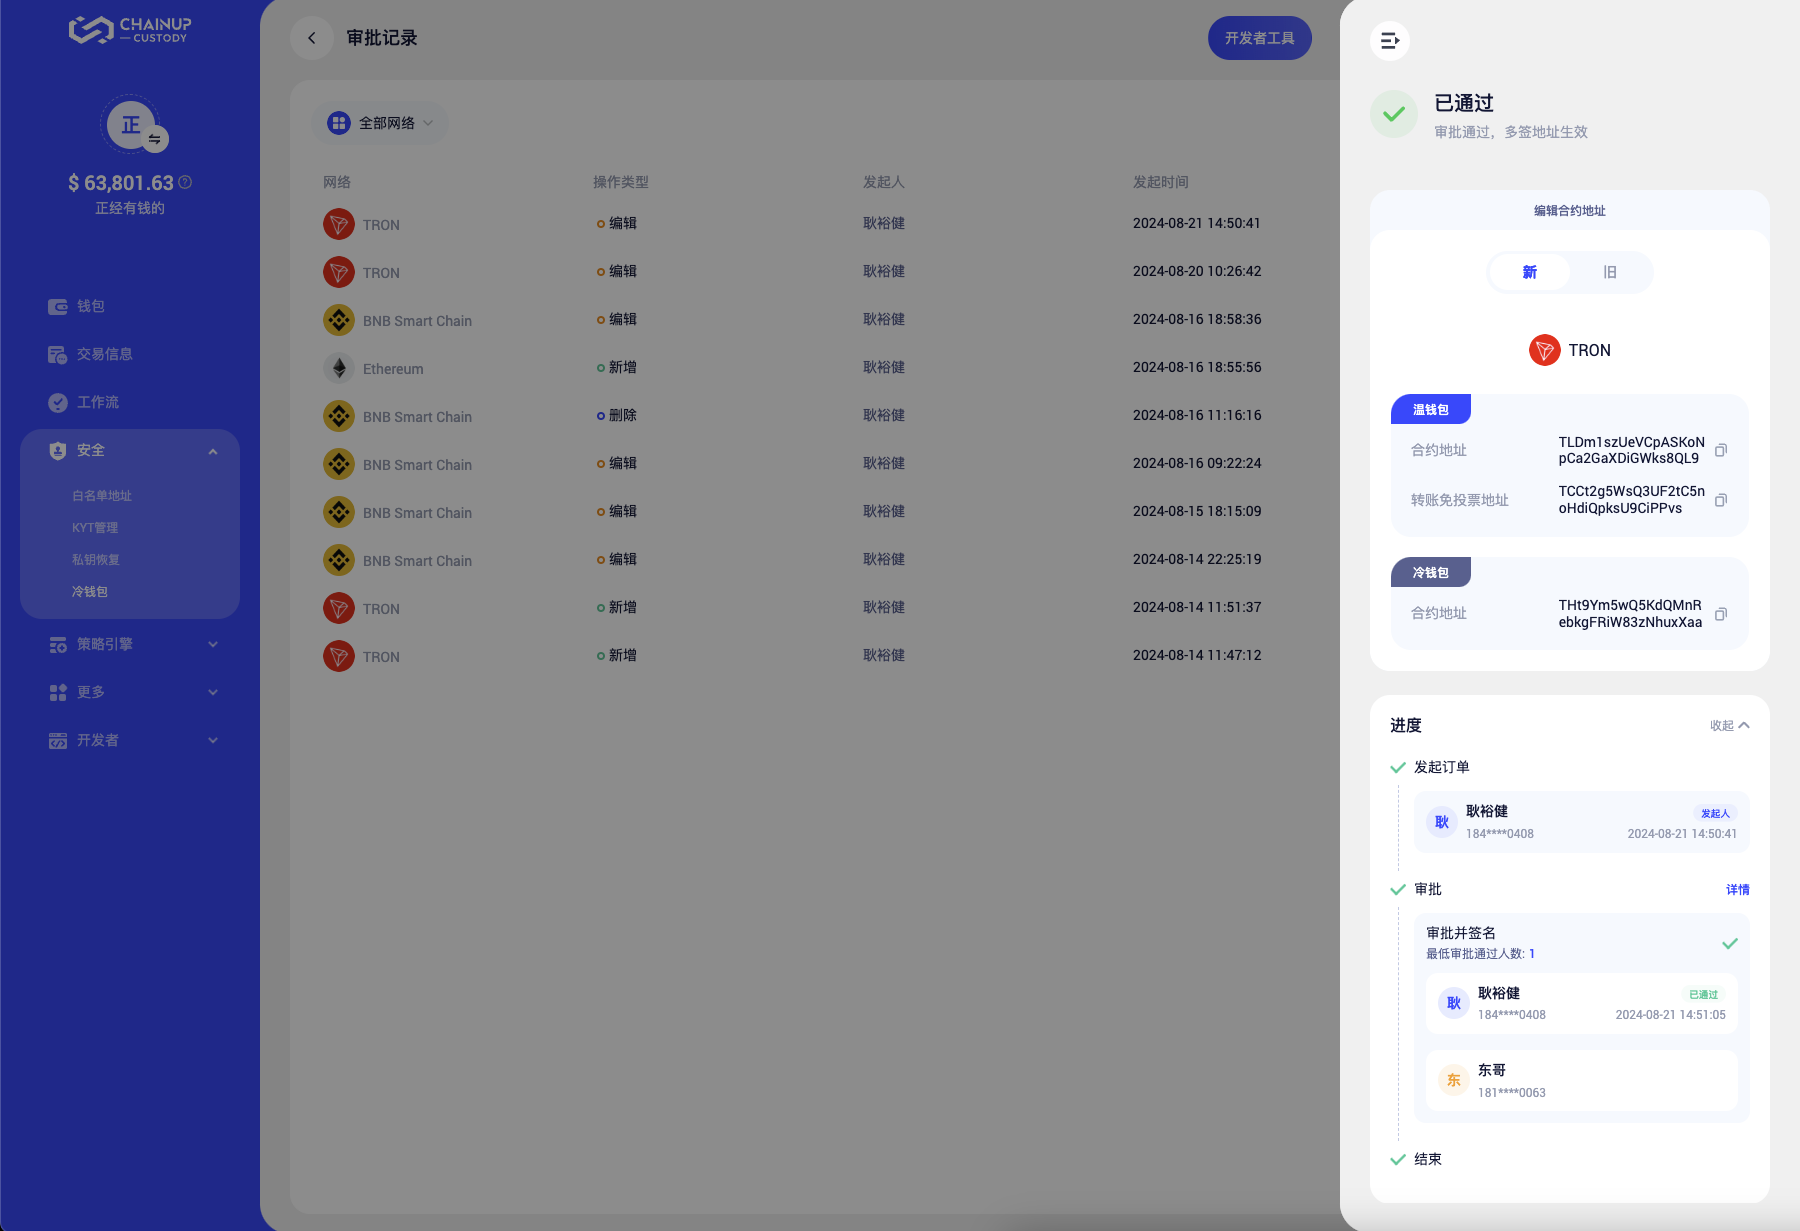 CHAINUP
CUSTODY
正
$ 63,801.63
正经有钱的
钱包
交易信息
工作流
安全
白名单地址
KYT管理
私钥恢复
冷钱包
策略引擎
更多
开发者
审批记录
开发者工具
全部网络
网络 操作类型 发起人 发起时间
TRON 编辑 耿裕健 2024-08-21 14:50:41
TRON 编辑 耿裕健 2024-08-20 10:26:42
BNB Smart Chain 编辑 耿裕健 2024-08-16 18:58:36
Ethereum 新增 耿裕健 2024-08-16 18:55:56
BNB Smart Chain 删除 耿裕健 2024-08-16 11:16:16
BNB Smart Chain 编辑 耿裕健 2024-08-16 09:22:24
BNB Smart Chain 编辑 耿裕健 2024-08-15 18:15:09
BNB Smart Chain 编辑 耿裕健 2024-08-14 22:25:19
TRON 新增 耿裕健 2024-08-14 11:51:37
TRON 新增 耿裕健 2024-08-14 11:47:12
已通过
审批通过，多签地址生效
编辑合约地址
新 旧
TRON
温钱包
合约地址 TLDm1szUeVCpASKoN
pCa2GaXDiGWks8QL9
转账免投票地址 TCCt2g5WsQ3UF2tC5n
oHdiQpksU9CiPPvs
冷钱包
合约地址 THt9Ym5wQ5KdQMnR
ebkgFRiW83zNhuxXaa
进度 收起
发起订单
耿 耿裕健 发起人
184****0408 2024-08-21 14:50:41
审批 详情
审批并签名
最低审批通过人数: 1
耿 耿裕健 已通过
184****0408 2024-08-21 14:51:05
东 东哥
181****0063
结束